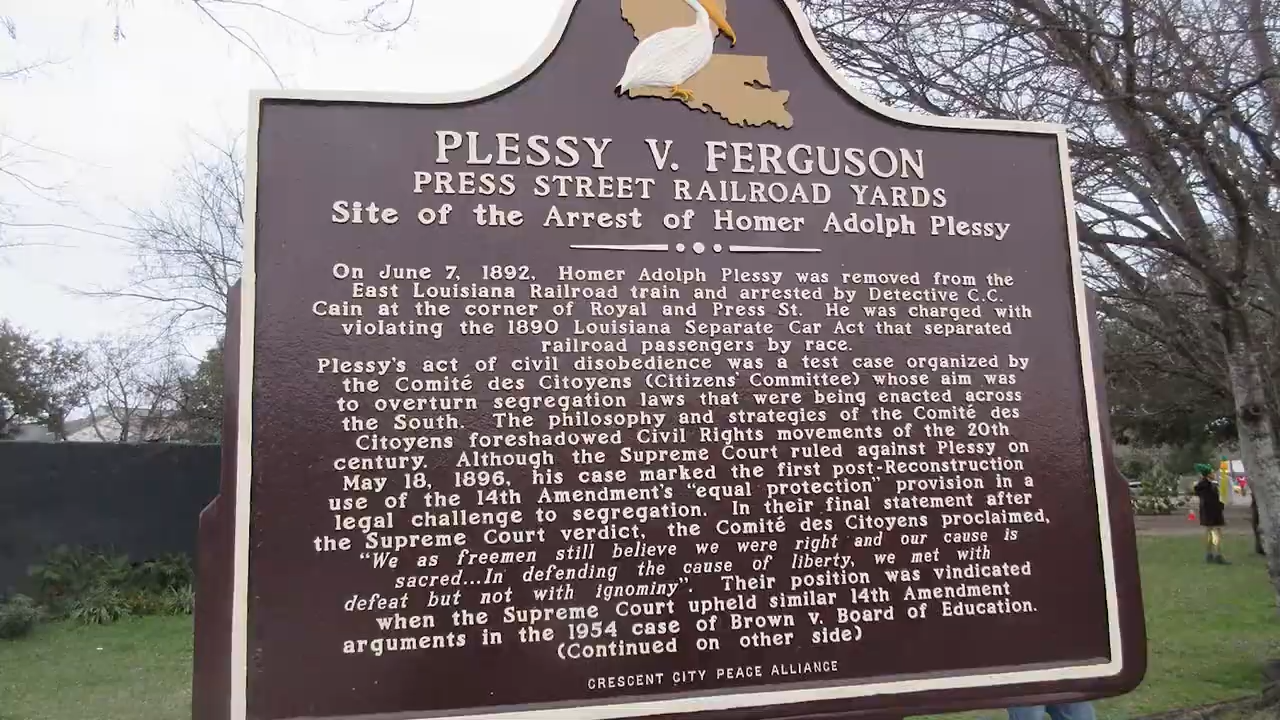 PLESSY V. FERGUSON
PRESS STREET RAILROAD YARDS
Site of the Arrest of Homer Adolph Plessy
On June 7, 1892, Homer Adolph Plessy was removed from the
East Louisiana Railroad train and arrested by Detective C.C.
Cain at the corner of Royal and Press St. He was charged with
violating the 1890 Louisiana Separate Car Act that separated
railroad passengers by race.
Plessy's act of civil disobedience was a test case organized by
the Comité des Citoyens (Citizens' Committee) whose aim was
to overturn segregation laws that were being enacted across
the South. The philosophy and strategies of the Comité des
Citoyens foreshadowed Civil Rights movements of the 20th
century. Although the Supreme Court ruled against Plessy on
May 18, 1896, his case marked the first post-Reconstruction
use of the 14th Amendment's "equal protection" provision in a
legal challenge to segregation. In their final statement after
the Supreme Court verdict, the Comité des Citoyens proclaimed,
"We as freemen still believe we were right and our cause is
sacred...In defending the cause of liberty, we met with
defeat but not with ignominy". Their position was vindicated
when the Supreme Court upheld similar 14th Amendment
arguments in the 1954 case of Brown v. Board of Education.
(Continued on other side)
CRESCENT CITY PEACE ALLIANCE